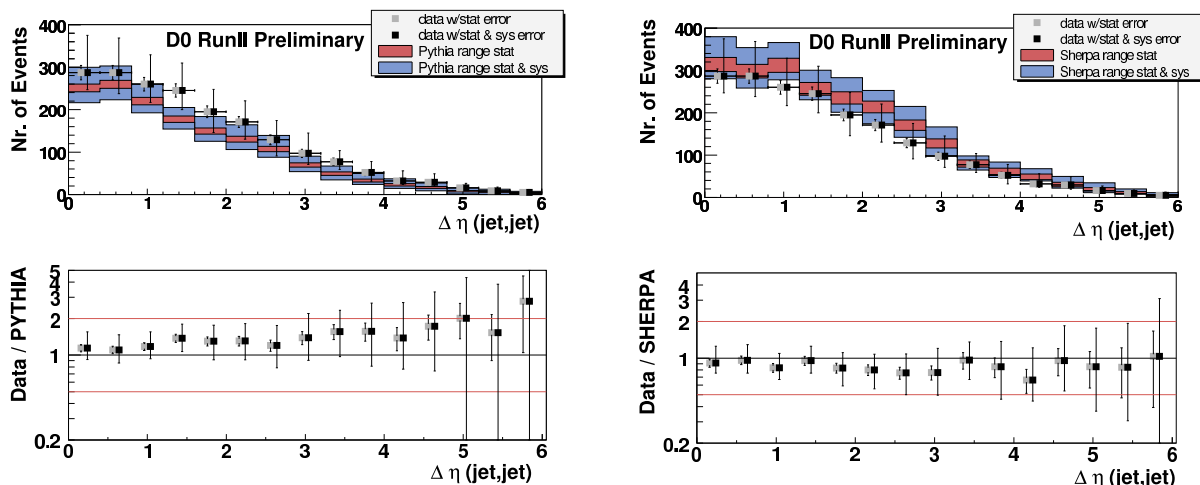 D0 RunII Preliminary
data w/stat error
data w/stat & sys error
Pythia range stat
Pythia range stat & sys
Nr. of Events
400
300
200
100
0
0 1 2 3 4 5 6
Δ η (jet,jet)
D0 RunII Preliminary
data w/stat error
data w/stat & sys error
Sherpa range stat
Sherpa range stat & sys
Nr. of Events
400
300
200
100
0
0 1 2 3 4 5 6
Δ η (jet,jet)
Data / PYTHIA
5
4
3
2
1
0.2
0 1 2 3 4 5 6
Δ η (jet,jet)
Data / SHERPA
4
3
2
1
0.2
0 1 2 3 4 5 6
Δ η (jet,jet)